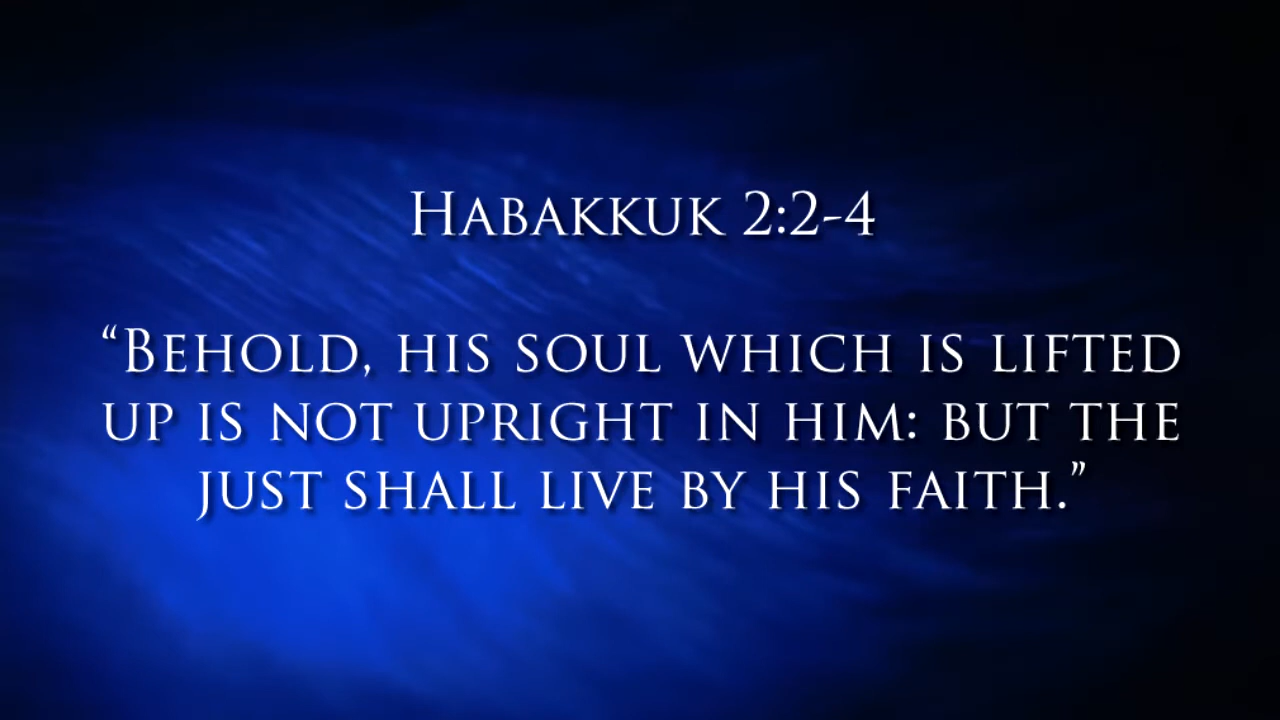 Habakkuk 2:2-4
“Behold, his soul which is lifted
up is not upright in him: but the
just shall live by his faith.”